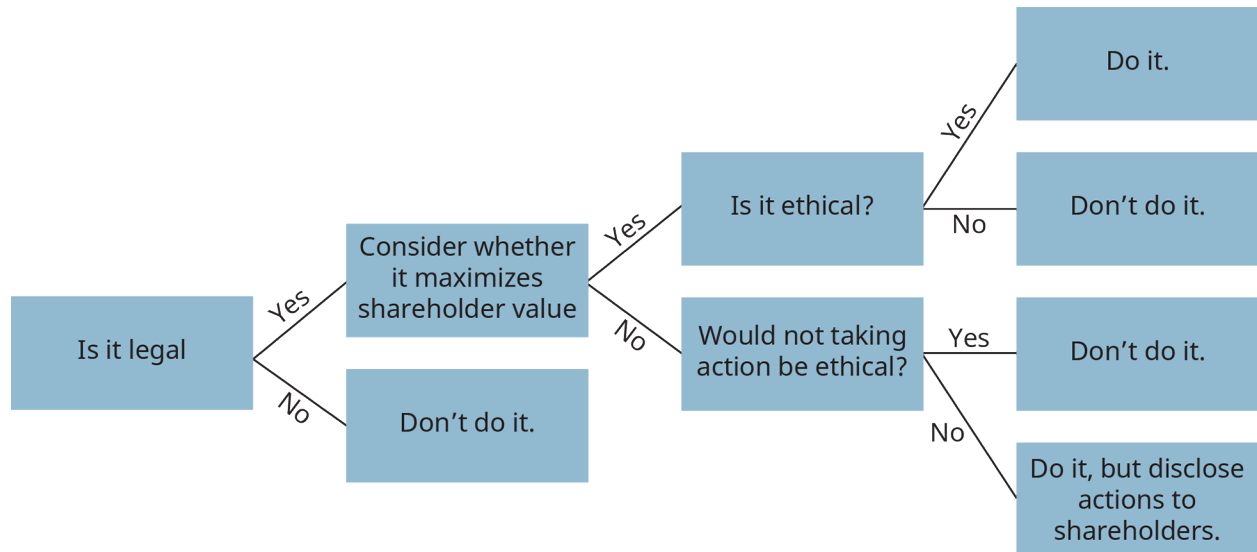 Is it legal
Yes
No
Consider whether
it maximizes
shareholder value
Don’t do it.
Yes
No
Is it ethical?
Would not taking
action be ethical?
Yes
No
Yes
No
Do it.
Don’t do it.
Don’t do it.
Do it, but disclose
actions to
shareholders.